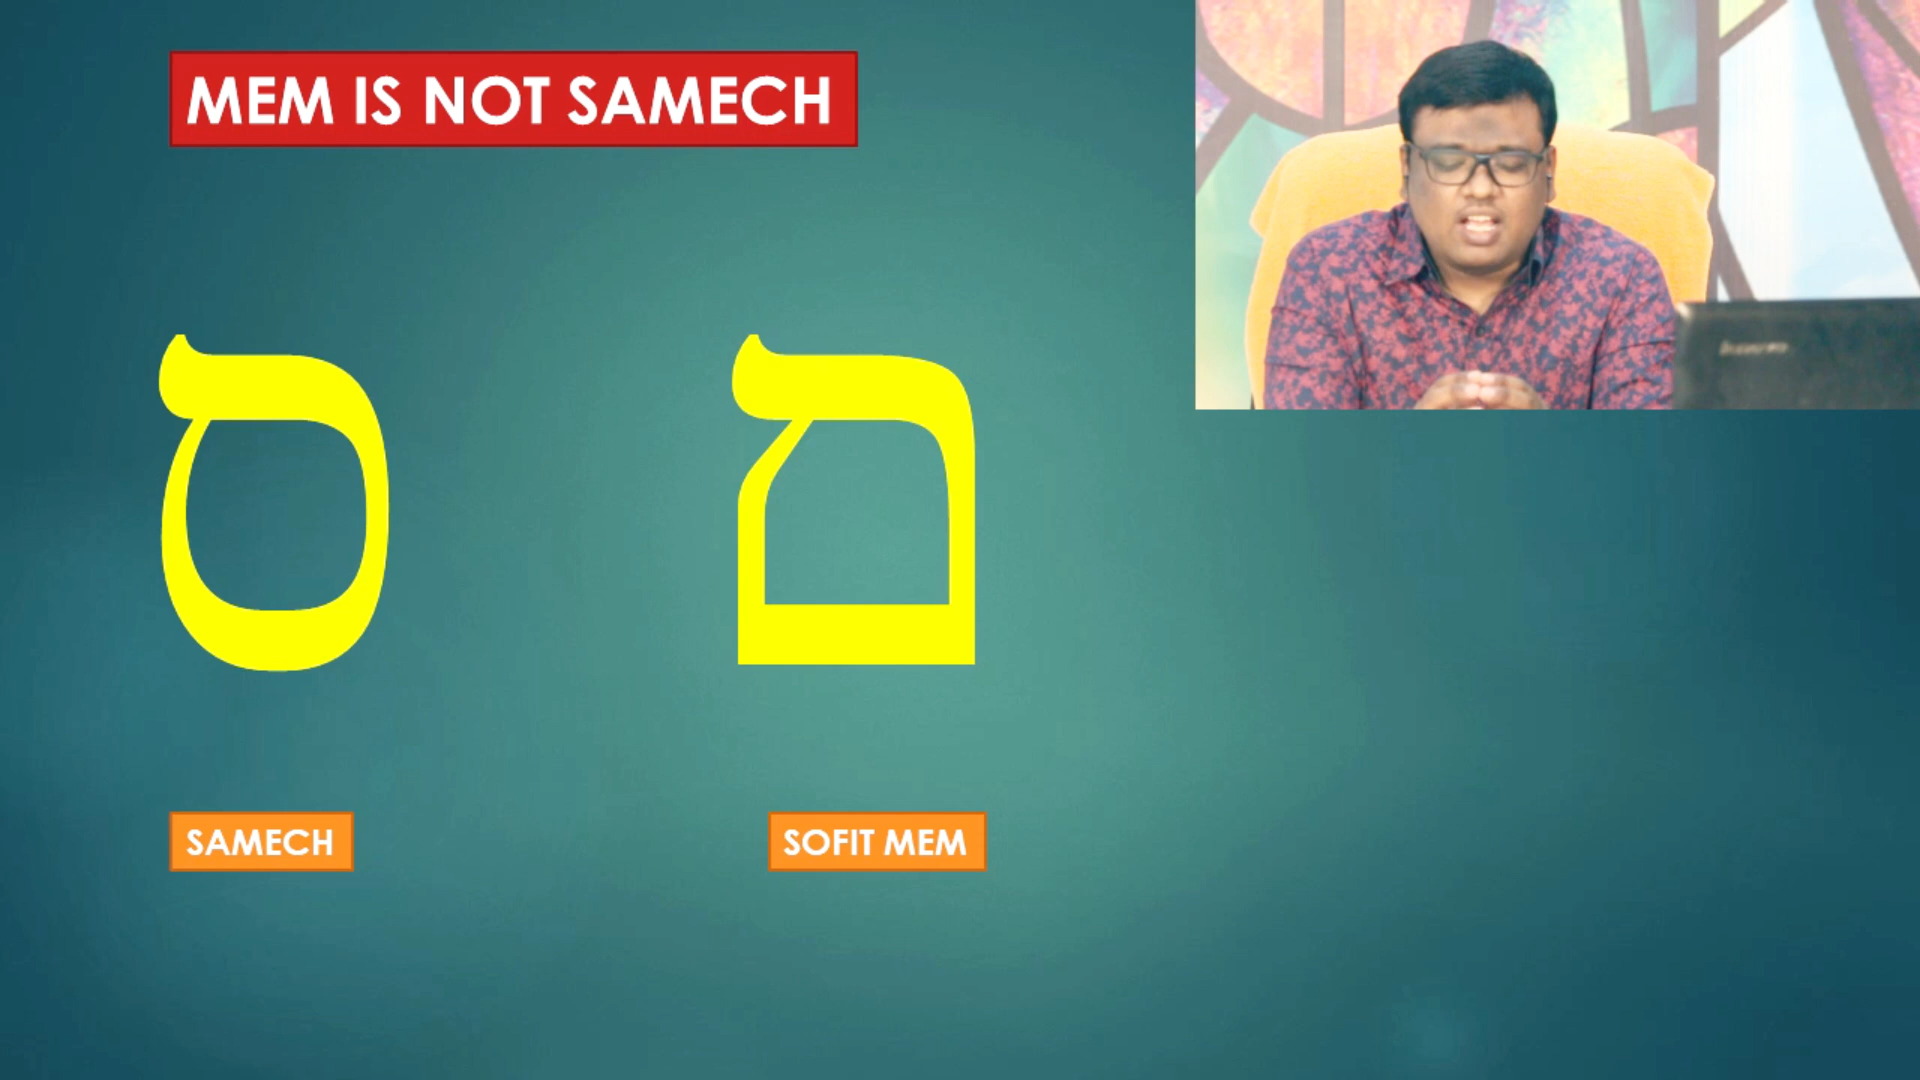 MEM IS NOT SAMECH
ס
ם
SAMECH
SOFIT MEM